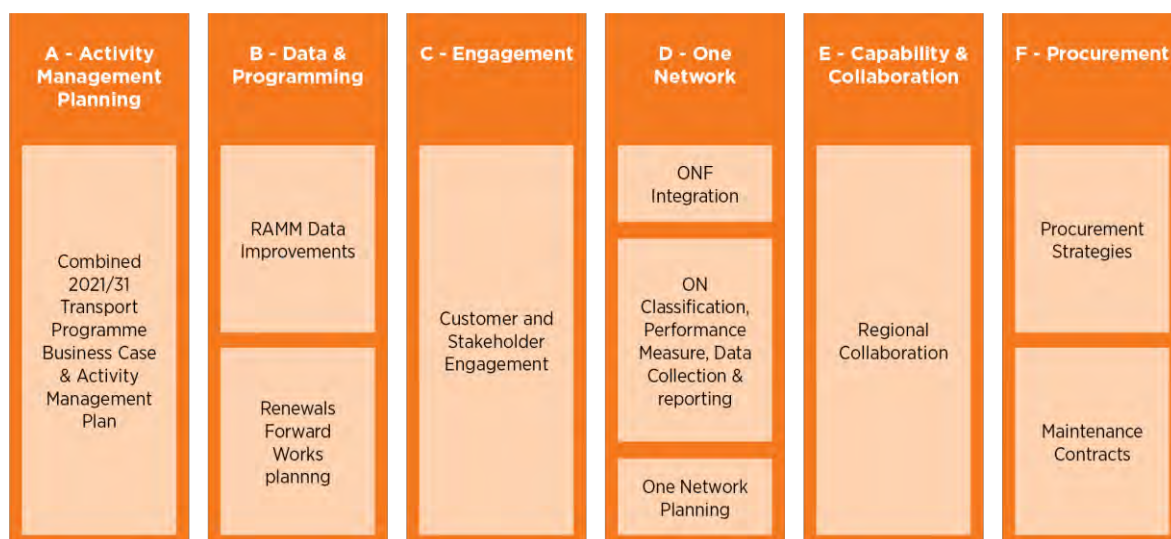 A - Activity
Management
Planning
Combined
2021/31
Transport
Programme
Business Case
& Activity
Management
Plan
B - Data &
Programming
RAMM Data
Improvements
Renewals
Forward
Works
plannng
C - Engagement
Customer and
Stakeholder
Engagement
D - One
Network
ONF
Integration
ON
Classification,
Performance
Measure, Data
Collection &
reporting
One Network
Planning
E - Capability &
Collaboration
Regional
Collaboration
F - Procurement
Procurement
Strategies
Maintenance
Contracts